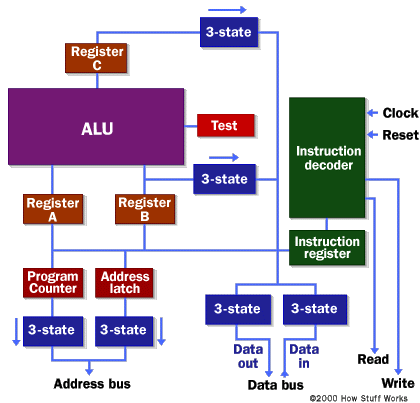 3-state
Register
C
ALU
Test
Clock
Reset
Instruction
decoder
3-state
Register
A
Register
B
Instruction
register
Program
Counter
Address
latch
3-state
3-state
3-state
3-state
Data
out
Data
in
Read
Address bus
Data bus
Write
©2000 How Stuff Works